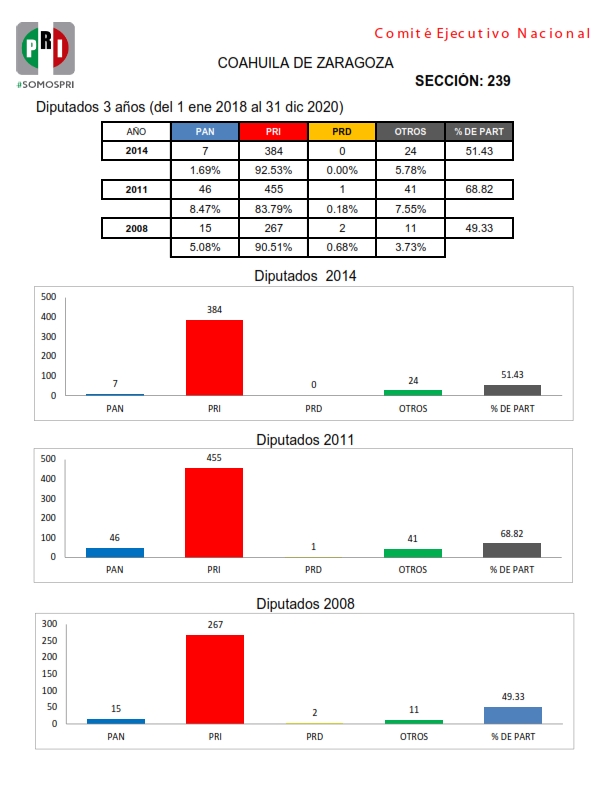 PRI
#SOMOSPRI
Comité Ejecutivo Nacional
COAHUILA DE ZARAGOZA
SECCIÓN: 239
Diputados 3 años (del 1 ene 2018 al 31 dic 2020)
AÑO PAN PRI PRD OTROS % DE PART
2014 7 384 0 24 51.43
1.69% 92.53% 0.00% 5.78%
2011 46 455 1 41 68.82
8.47% 83.79% 0.18% 7.55%
2008 15 267 2 11 49.33
5.08% 90.51% 0.68% 3.73%
Diputados 2014
500
400
300
200
100
0
7 384 0 24 51.43
PAN PRI PRD OTROS % DE PART
Diputados 2011
500
400
300
200
100
0
46 455 1 41 68.82
PAN PRI PRD OTROS % DE PART
Diputados 2008
300
250
200
150
100
50
0
15 267 2 11 49.33
PAN PRI PRD OTROS % DE PART